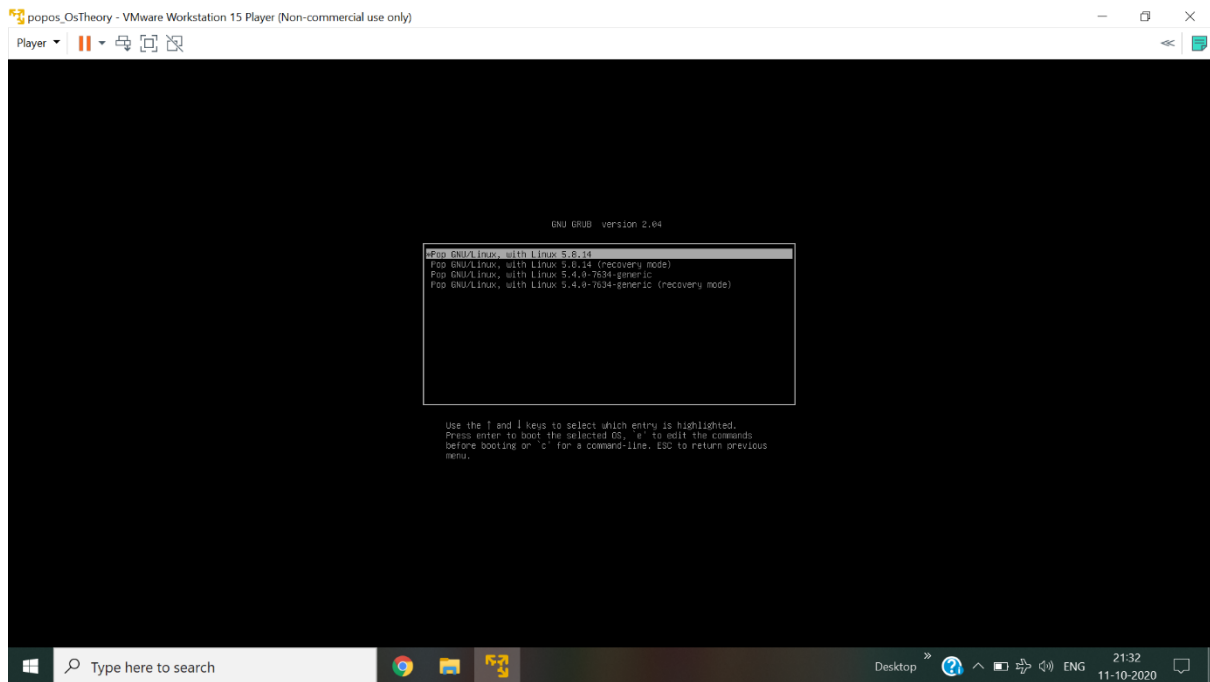 popos_OsTheory - VMware Workstation 15 Player (Non-commercial use only)
Player
GNU GRUB version 2.04
*Pop GNU/Linux, with Linux 5.8.14
Pop GNU/Linux, with Linux 5.8.14 (recovery mode)
Pop GNU/Linux, with Linux 5.4.0-7634-generic
Pop GNU/Linux, with Linux 5.4.0-7634-generic (recovery mode)
Use the ↑ and ↓ keys to select which entry is highlighted.
Press enter to boot the selected OS, `e' to edit the commands
before booting or `c' for a command-line. ESC to return previous
menu.
Type here to search
Desktop » ENG 21:32
11-10-2020